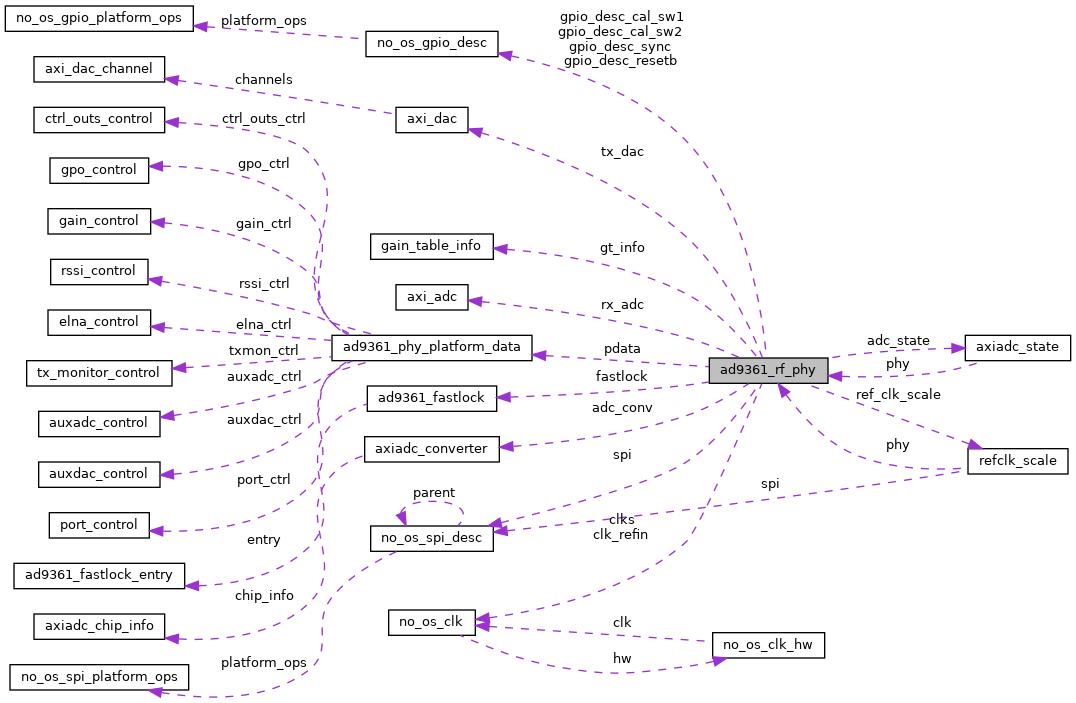 gpio_desc_cal_sw1
gpio_desc_cal_sw2
gpio_desc_sync
gpio_desc_resetb
no_os_gpio_platform_ops
platform_ops
no_os_gpio_desc
axi_dac_channel
channels
axi_dac
ctrl_outs_control
ctrl_outs_ctrl
tx_dac
gpo_control
gpo_ctrl
gain_control
gain_ctrl
gain_table_info
gt_info
rssi_control
rssi_ctrl
axi_adc
rx_adc
elna_control
elna_ctrl
ad9361_phy_platform_data
pdata
adc_state
axiadc_state
phy
tx_monitor_control
txmon_ctrl
ad9361_rf_phy
auxadc_control
auxadc_ctrl
ad9361_fastlock
fastlock
ref_clk_scale
adc_conv
auxdac_control
auxdac_ctrl
axiadc_converter
phy
refclk_scale
spi
port_control
port_ctrl
parent
spi
no_os_spi_desc
clks
clk_refin
ad9361_fastlock_entry
entry
axiadc_chip_info
chip_info
no_os_clk
clk
no_os_clk_hw
hw
no_os_spi_platform_ops
platform_ops